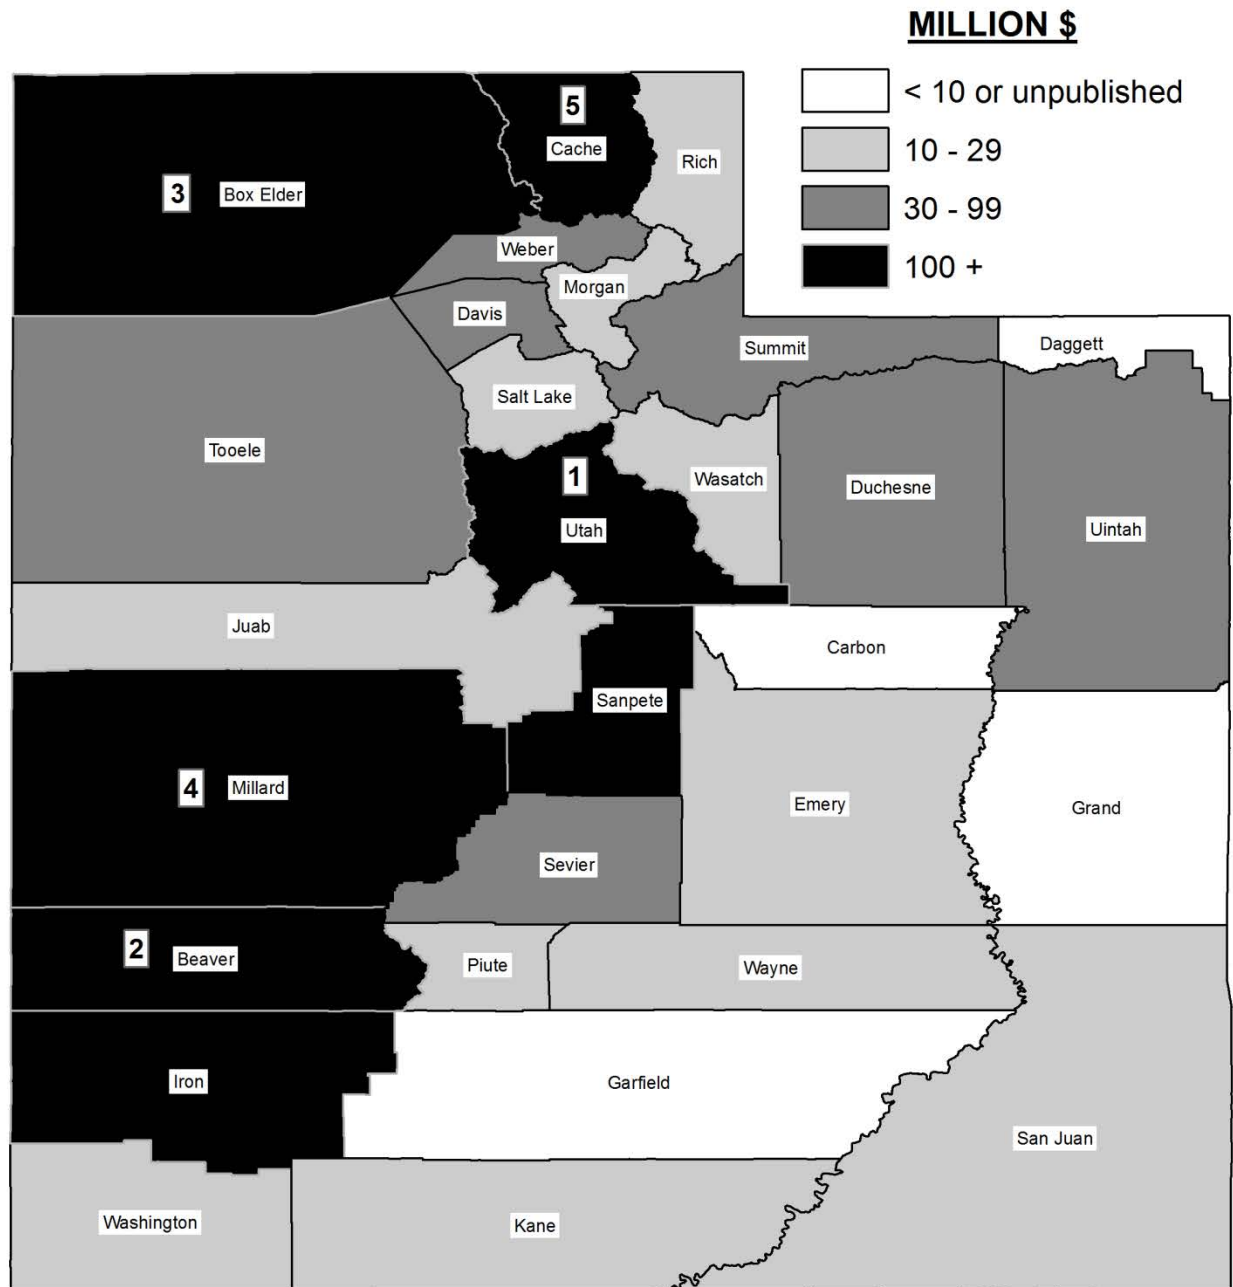 MILLION $
< 10 or unpublished
10 - 29
30 - 99
100 +
5
Cache
Rich
3 Box Elder
Weber
Morgan
Davis
Summit
Daggett
Salt Lake
Tooele
1
Wasatch
Duchesne
Utah
Uintah
Juab
Carbon
Sanpete
4 Millard
Emery
Grand
Sevier
2 Beaver
Piute
Wayne
Iron
Garfield
San Juan
Washington
Kane